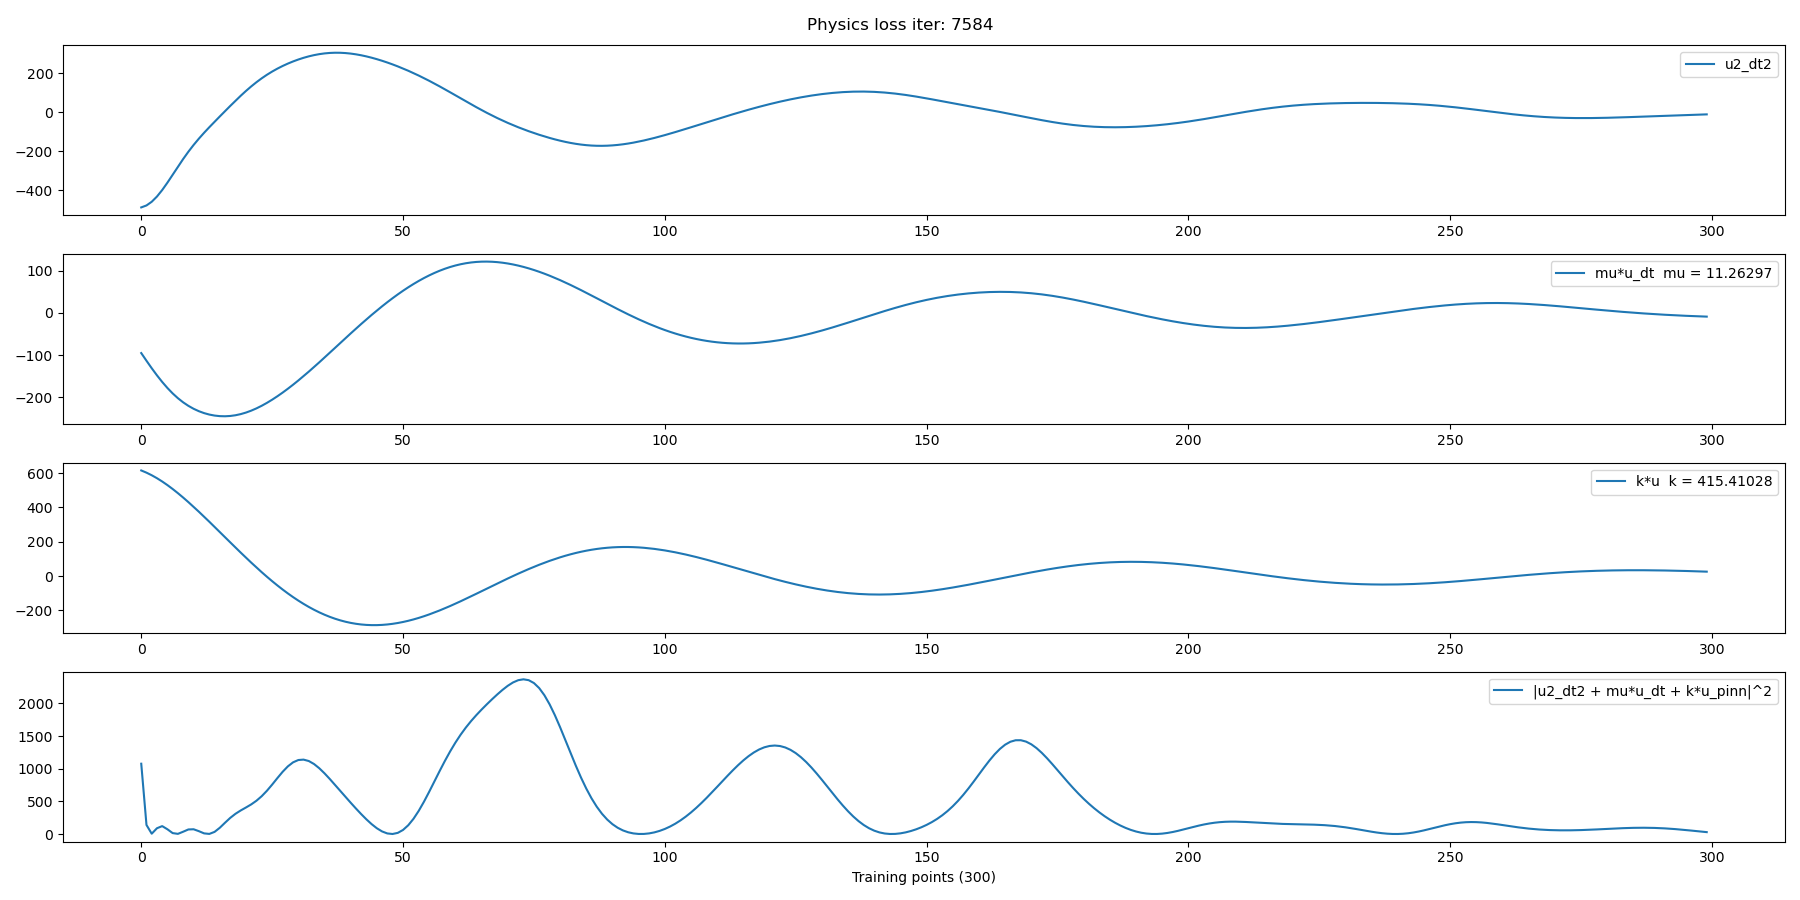 Physics loss iter: 7584
u2_dt2
200
0
−200
−400
0 50 100 150 200 250 300
mu*u_dt  mu = 11.26297
100
0
−100
−200
0 50 100 150 200 250 300
k*u  k = 415.41028
600
400
200
0
−200
0 50 100 150 200 250 300
|u2_dt2 + mu*u_dt + k*u_pinn|^2
2000
1500
1000
500
0
0 50 100 150 200 250 300
Training points (300)